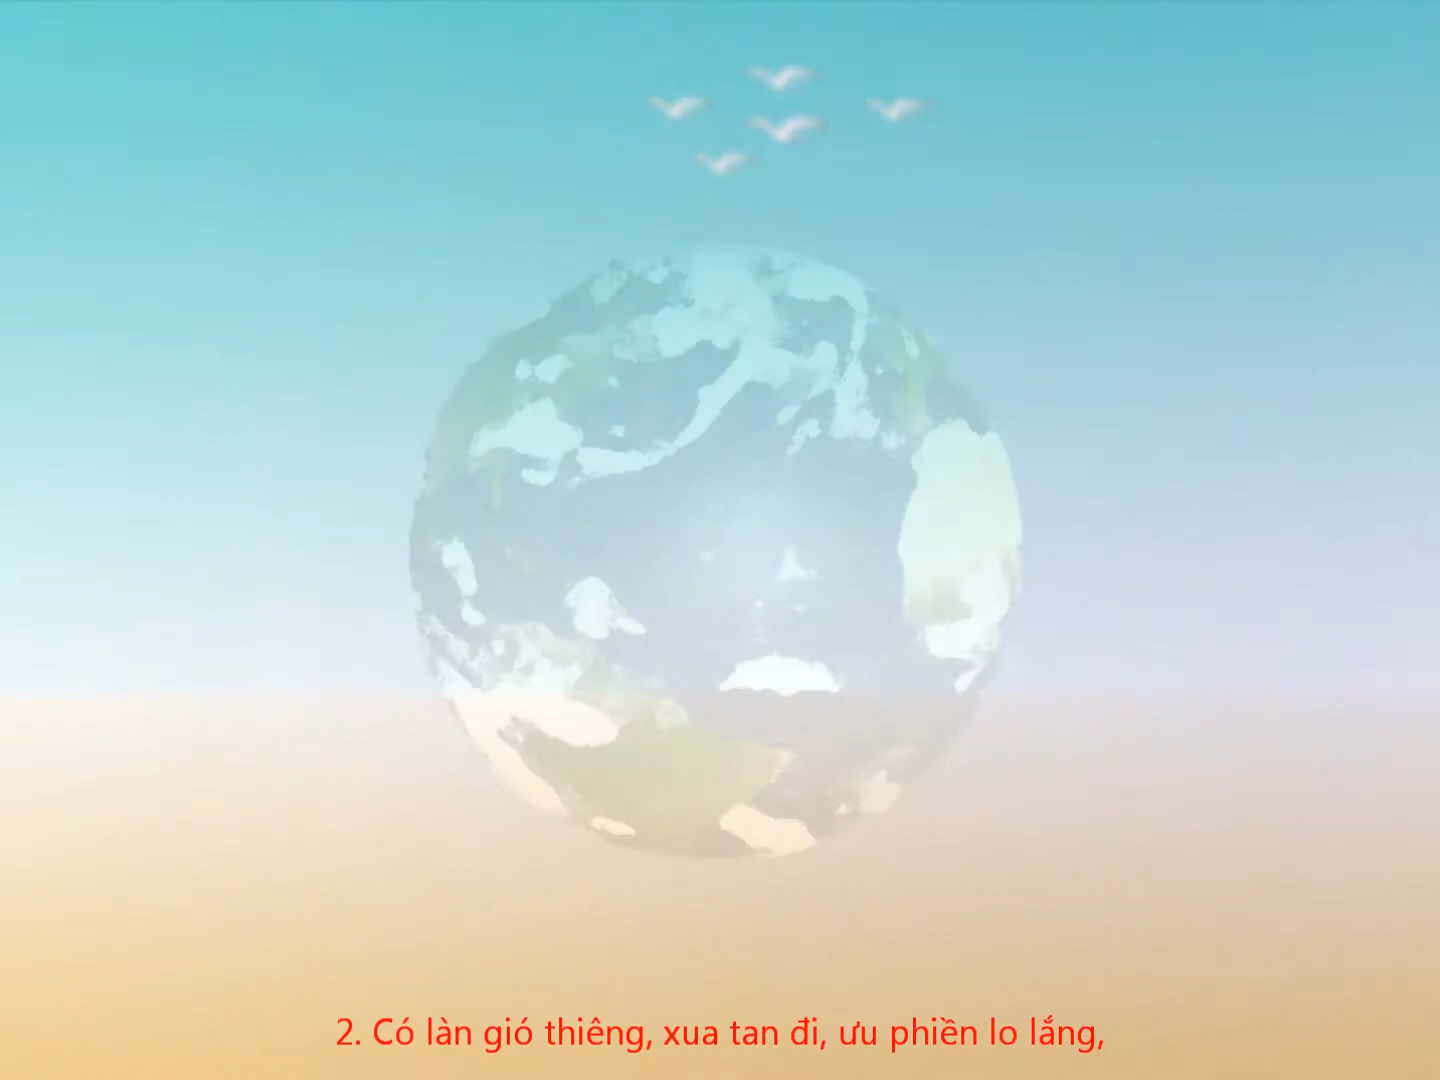 2. Có làn gió thiêng, xua tan đi, ưu phiền lo lắng,